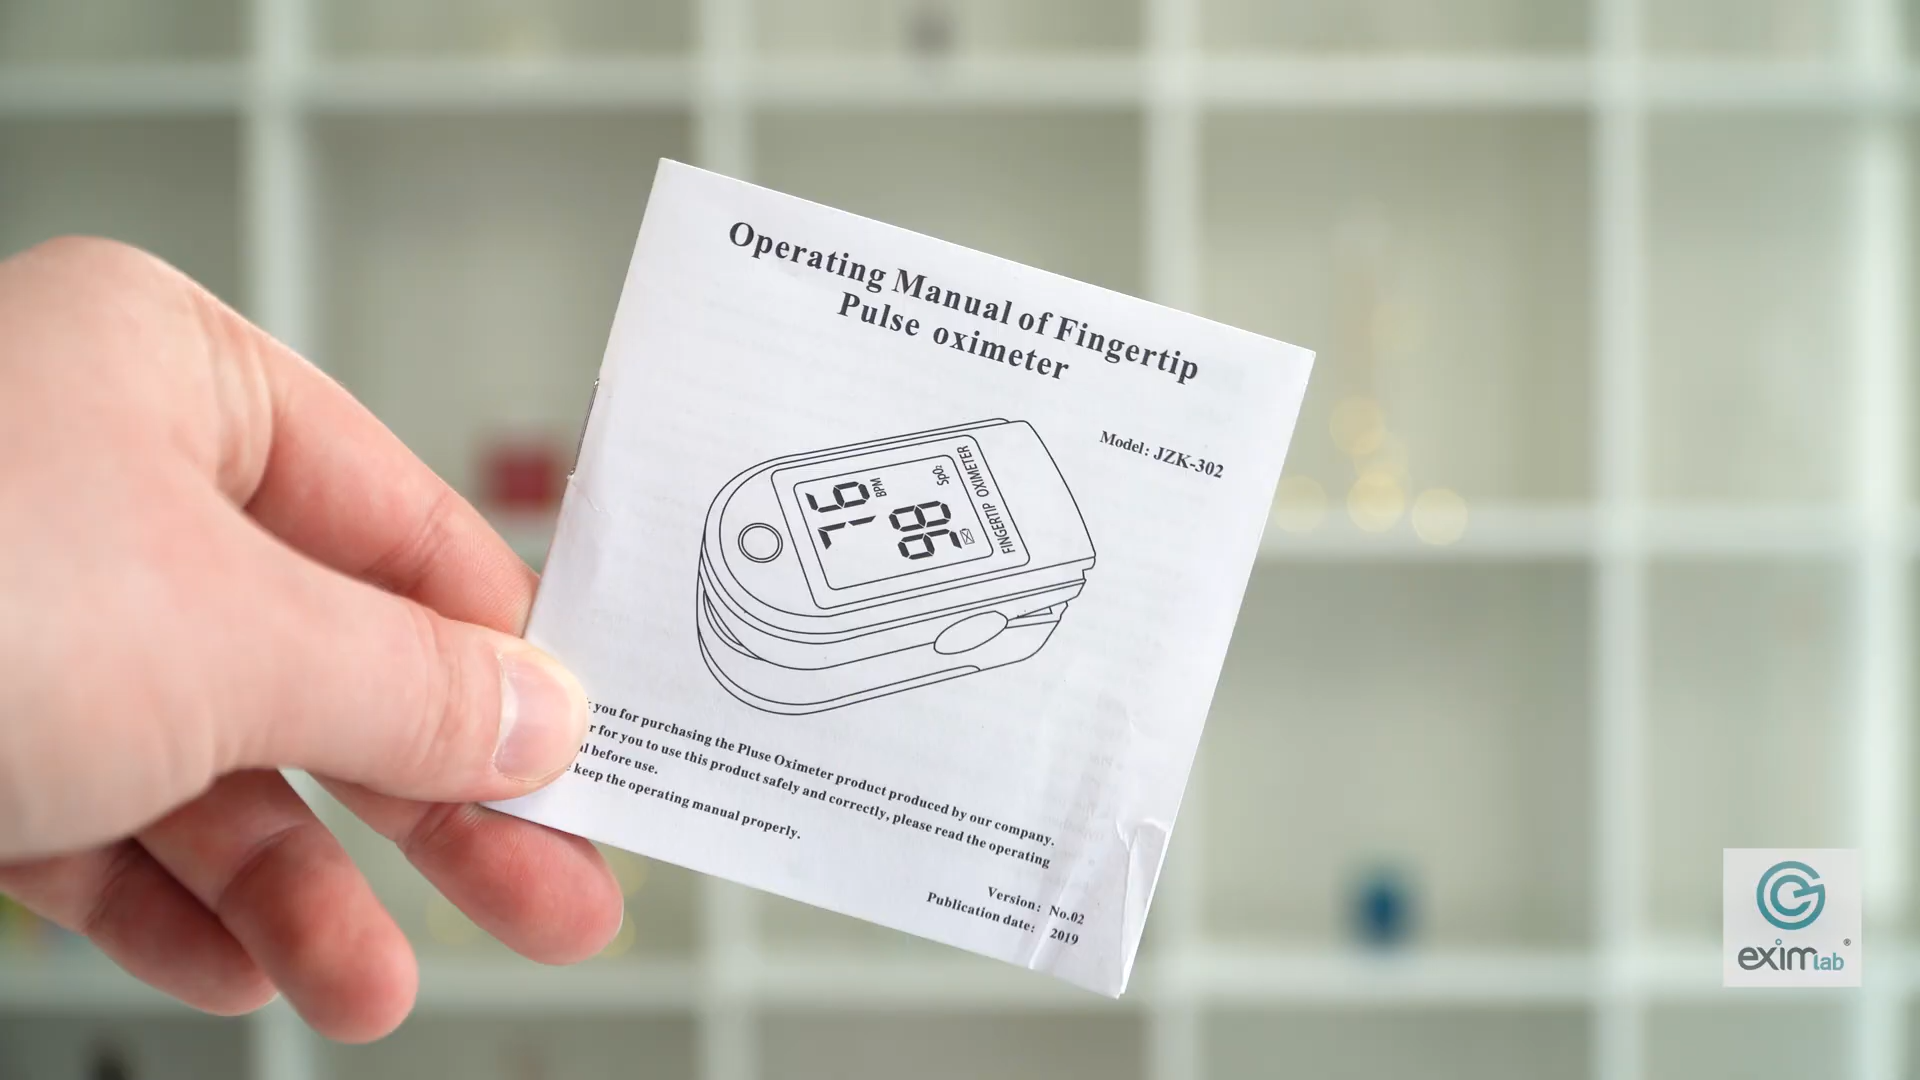 Operating Manual of Fingertip
Pulse oximeter
Model: JZK-302
76
BPM
98
Spo₂
FINGERTIP OXIMETER
you for purchasing the Pluse Oximeter product produced by our company.
for you to use this product safely and correctly, please read the operating
before use.
keep the operating manual properly.
Version: No.02
Publication date: 2019
exim lab®